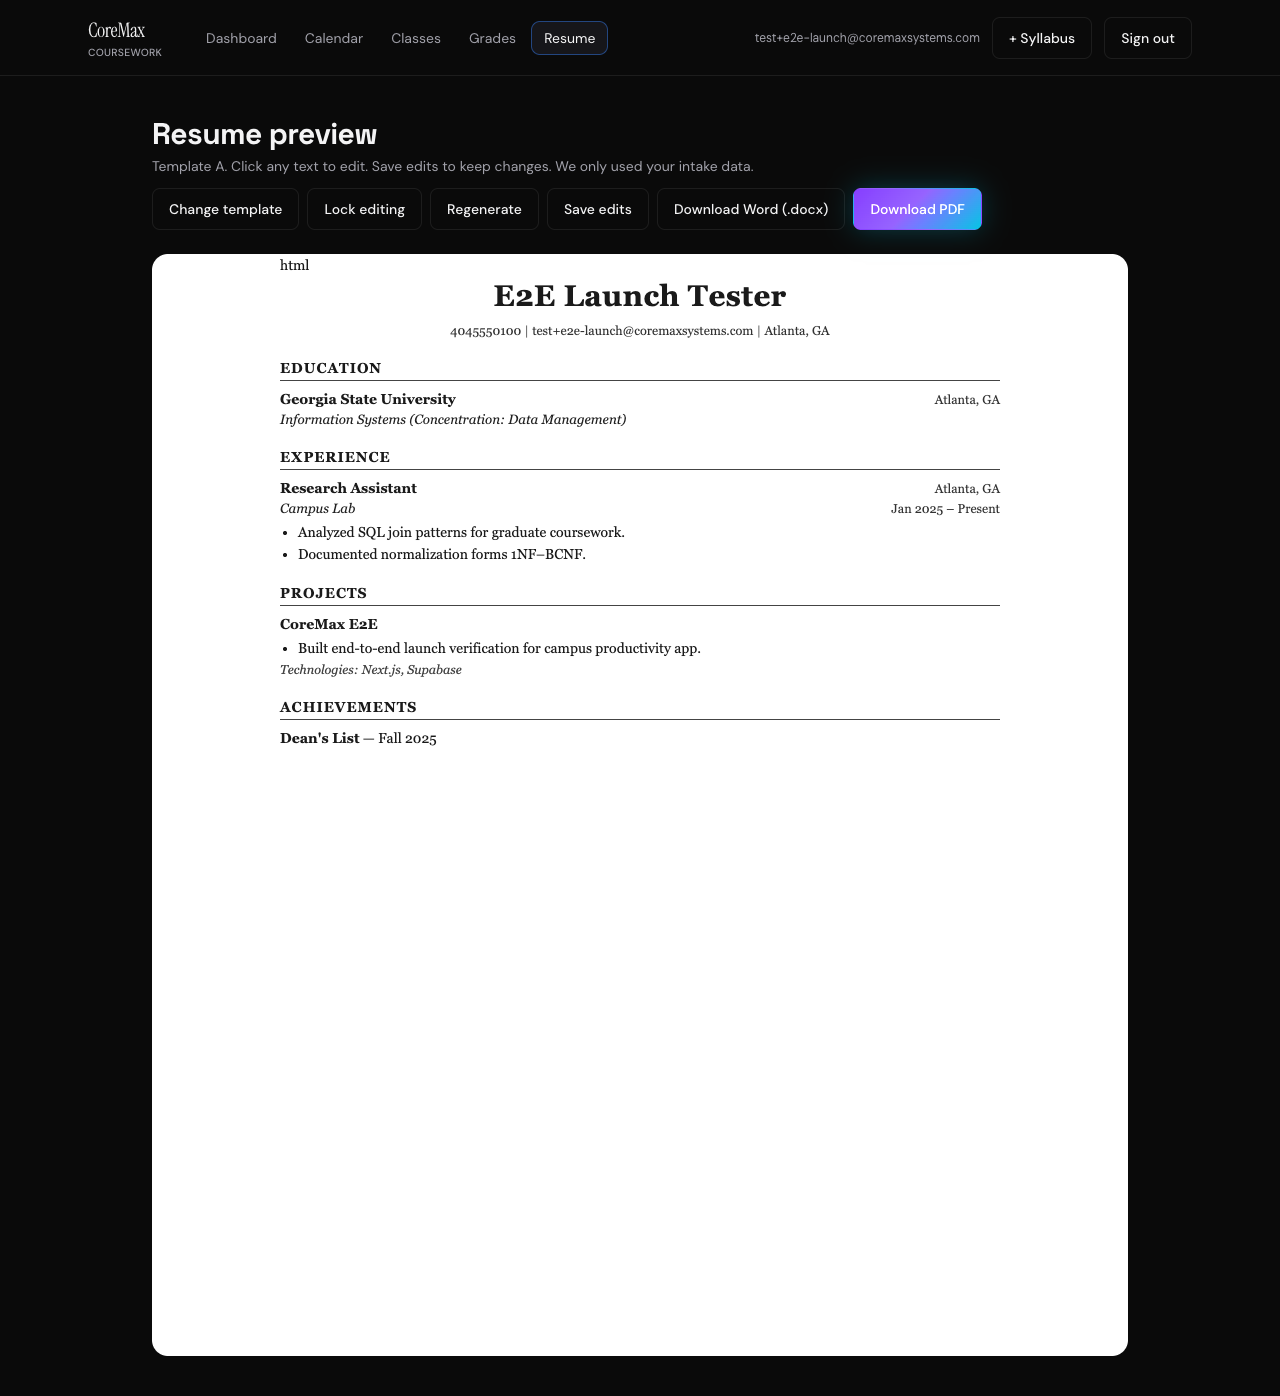 CoreMax
COURSEWORK
Dashboard Calendar Classes Grades Resume
test+e2e-launch@coremaxsystems.com
+ Syllabus
Sign out
Resume preview
Template A. Click any text to edit. Save edits to keep changes. We only used your intake data.
Change template Lock editing Regenerate Save edits Download Word (.docx) Download PDF
html
E2E Launch Tester
4045550100 | test+e2e-launch@coremaxsystems.com | Atlanta, GA
EDUCATION
Georgia State University Atlanta, GA
Information Systems (Concentration: Data Management)
EXPERIENCE
Research Assistant Atlanta, GA
Campus Lab Jan 2025 – Present
• Analyzed SQL join patterns for graduate coursework.
• Documented normalization forms 1NF–BCNF.
PROJECTS
CoreMax E2E
• Built end-to-end launch verification for campus productivity app.
Technologies: Next.js, Supabase
ACHIEVEMENTS
Dean's List — Fall 2025